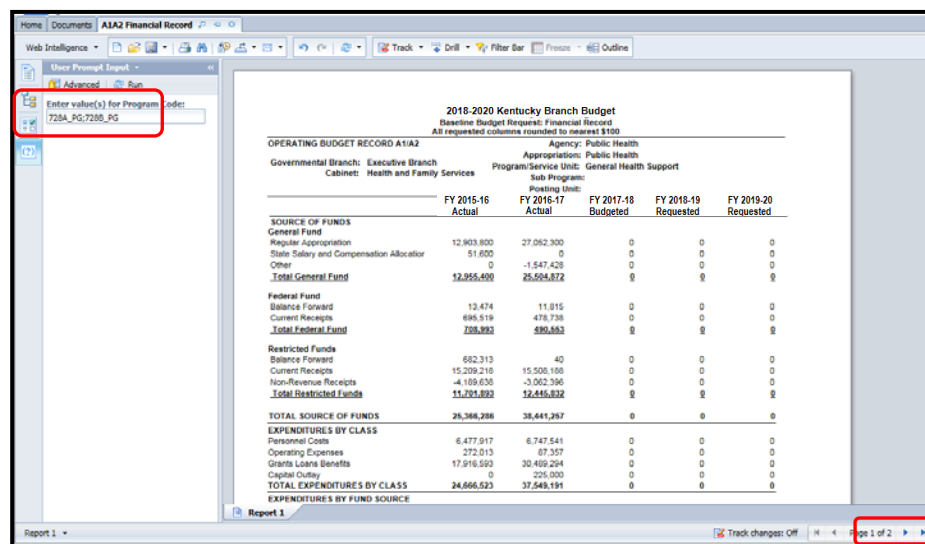 Home Documents A1A2 Financial Record
Web Intelligence Track Drill Filter Bar Freeze Outline
User Prompt Input «
Advanced Run
Enter value(s) for Program Code:
728A_PG;728B_PG
2018-2020 Kentucky Branch Budget
Baseline Budget Request: Financial Record
All requested columns rounded to nearest $100
OPERATING BUDGET RECORD A1/A2 Agency: Public Health
Appropriation: Public Health
Governmental Branch: Executive Branch Program/Service Unit: General Health Support
Cabinet: Health and Family Services Sub Program:
Posting Unit:
FY 2015-16 FY 2016-17 FY 2017-18 FY 2018-19 FY 2019-20
Actual Actual Budgeted Requested Requested
SOURCE OF FUNDS
General Fund
Regular Appropriation 12,903,800 27,052,300 0 0 0
State Salary and Compensation Allocation 51,600 0 0 0 0
Other 0 -1,547,428 0 0 0
Total General Fund 12,955,400 25,504,872 0 0 0
Federal Fund
Balance Forward 13,474 11,815 0 0 0
Current Receipts 695,519 478,738 0 0 0
Total Federal Fund 708,993 490,553 0 0 0
Restricted Funds
Balance Forward 682,313 40 0 0 0
Current Receipts 15,209,218 15,508,188 0 0 0
Non-Revenue Receipts -4,189,638 -3,062,396 0 0 0
Total Restricted Funds 11,701,893 12,445,832 0 0 0
TOTAL SOURCE OF FUNDS 25,366,286 38,441,257 0 0 0
EXPENDITURES BY CLASS
Personnel Costs 6,477,917 6,747,541 0 0 0
Operating Expenses 272,013 87,357 0 0 0
Grants Loans Benefits 17,916,593 30,489,294 0 0 0
Capital Outlay 0 225,000 0 0 0
TOTAL EXPENDITURES BY CLASS 24,666,523 37,549,191 0 0 0
EXPENDITURES BY FUND SOURCE
Report 1
Report 1 Track changes: Off Page 1 of 2